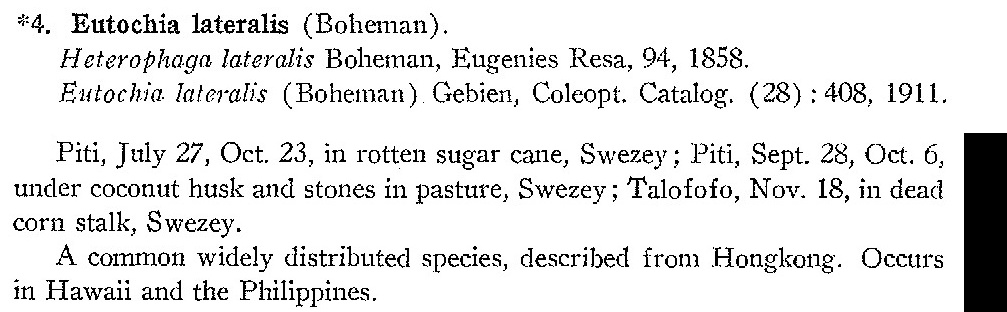 *4. Eutochia lateralis (Boheman).
Heterophaga lateralis Boheman, Eugenies Resa, 94, 1858.
Eutochia lateralis (Boheman) Gebien, Coleopt. Catalog. (28) : 408, 1911.
Piti, July 27, Oct. 23, in rotten sugar cane, Swezey; Piti, Sept. 28, Oct. 6,
under coconut husk and stones in pasture, Swezey; Talofofo, Nov. 18, in dead
corn stalk, Swezey.
A common widely distributed species, described from Hongkong. Occurs
in Hawaii and the Philippines.